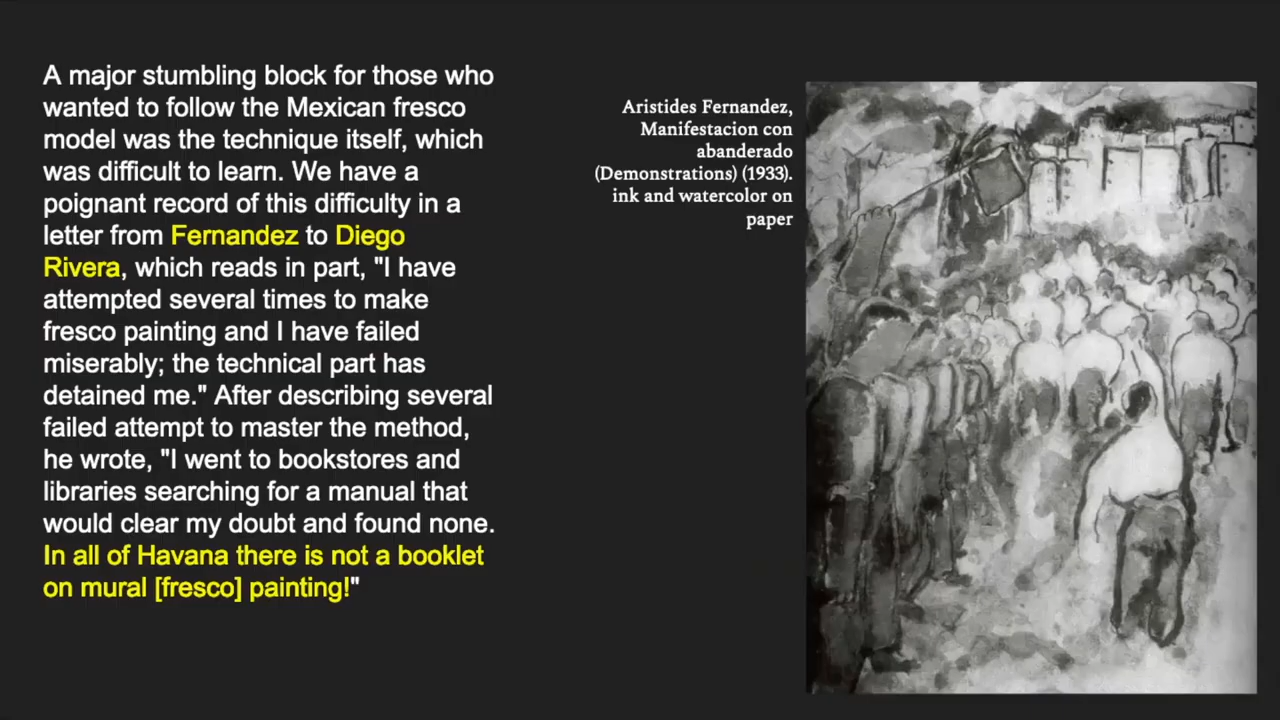 A major stumbling block for those who
wanted to follow the Mexican fresco
model was the technique itself, which
was difficult to learn. We have a
poignant record of this difficulty in a
letter from Fernandez to Diego
Rivera, which reads in part, "I have
attempted several times to make
fresco painting and I have failed
miserably; the technical part has
detained me." After describing several
failed attempt to master the method,
he wrote, "I went to bookstores and
libraries searching for a manual that
would clear my doubt and found none.
In all of Havana there is not a booklet
on mural [fresco] painting!"
Aristides Fernandez,
Manifestacion con
abanderado
(Demonstrations) (1933).
ink and watercolor on
paper